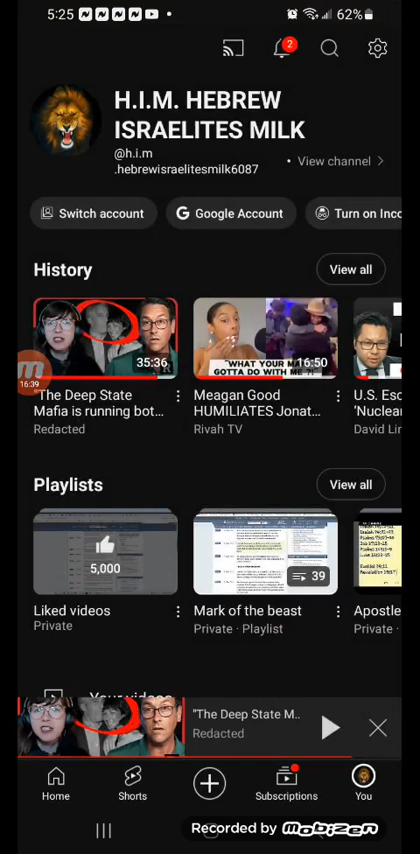 5:25
62%
2
H.I.M. HEBREW
ISRAELITES MILK
@h.i.m
.hebrewisraelitesmilk6087
• View channel >
Switch account
Google Account
Turn on Inco
History
View all
35:36
"WHAT YOUR M
GOTTA DO WITH ME ?!
16:50
16:39
"The Deep State
Mafia is running bot...
Redacted
Meagan Good
HUMILIATES Jonat...
Rivah TV
U.S. Esc
'Nuclear
David Lin
Playlists
View all
5,000
39
Liked videos
Private
Mark of the beast
Private · Playlist
Apostle
Private ·
Your videos
"The Deep State M..
Redacted
Home
Shorts
Subscriptions
You
Recorded by Mobizen